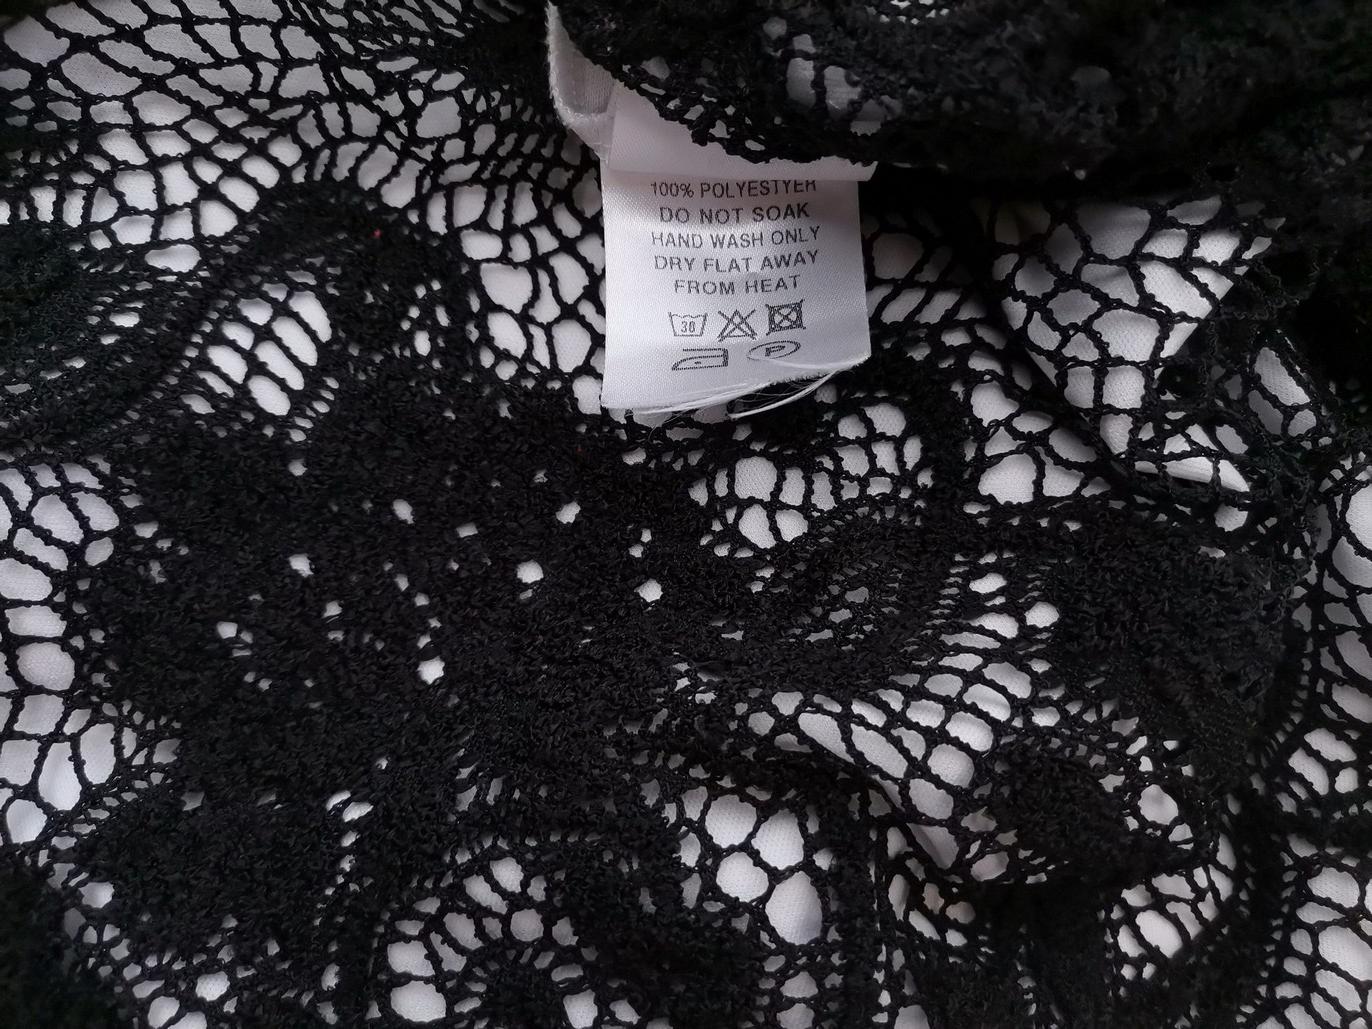 100% POLYESTYER
DO NOT SOAK
HAND WASH ONLY
DRY FLAT AWAY
FROM HEAT
30
P